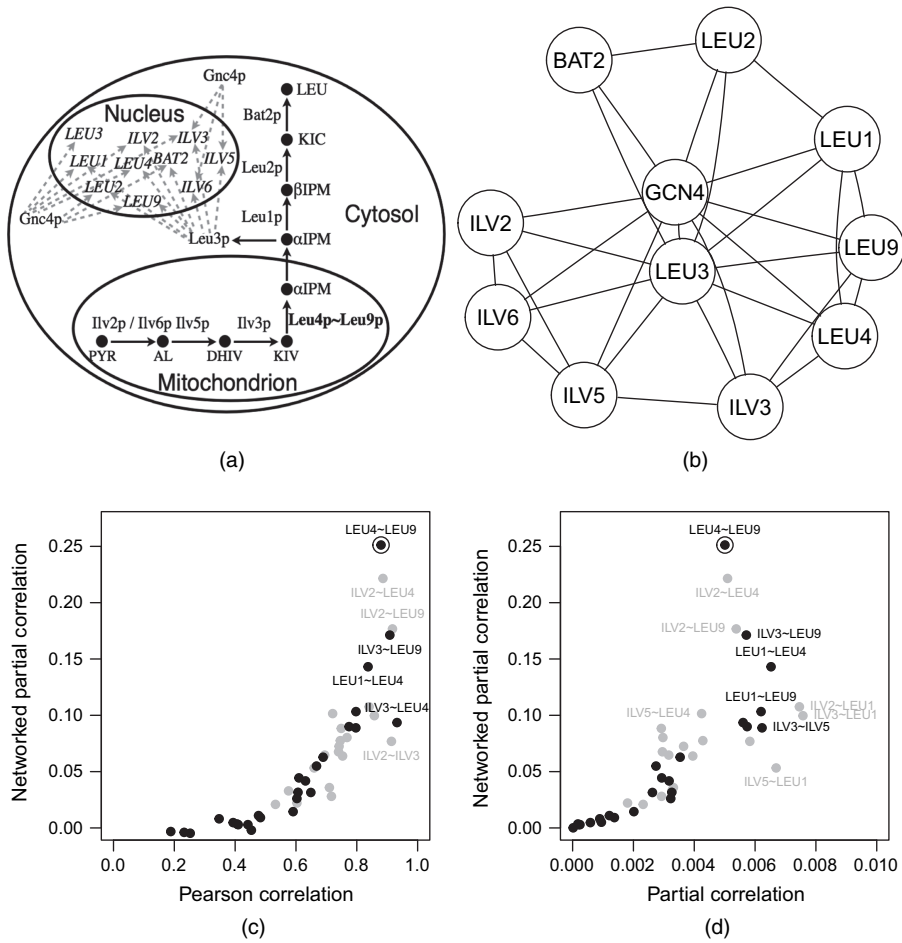 Gnc4p
LEU
Nucleus
Bat2p
LEU3
ILV2
ILV3
KIC
LEU1
LEU4
BAT2
ILV5
Leu2p
LEU2
ILV6
βIPM
LEU9
Leu1p
Cytosol
Gnc4p
Leu3p
αIPM
αIPM
Ilv2p / Ilv6p
Ilv5p
Ilv3p
Leu4p~Leu9p
PYR
AL
DHIV
KIV
Mitochondrion
(a)
LEU2
BAT2
LEU1
GCN4
ILV2
LEU9
LEU3
ILV6
LEU4
ILV5
ILV3
(b)
Networked partial correlation
0.25
0.20
0.15
0.10
0.05
0.00
LEU4~LEU9
ILV2~LEU4
ILV2~LEU9
ILV3~LEU9
LEU1~LEU4
ILV3~LEU4
ILV2~ILV3
0.0
0.2
0.4
0.6
0.8
1.0
Pearson correlation
(c)
Networked partial correlation
0.25
0.20
0.15
0.10
0.05
0.00
LEU4~LEU9
ILV2~LEU4
ILV2~LEU9
ILV3~LEU9
LEU1~LEU4
LEU1~LEU9
ILV2~LEU1
ILV3~LEU1
ILV5~LEU4
ILV3~ILV5
ILV5~LEU1
0.000
0.002
0.004
0.006
0.008
0.010
Partial correlation
(d)